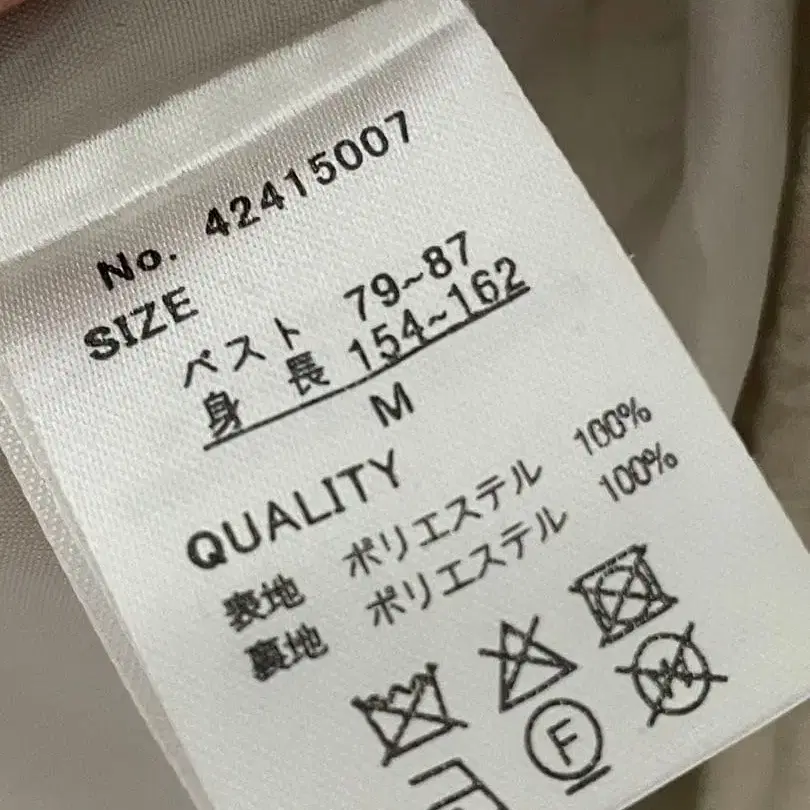 No. 42415007
SIZE
バスト 79~87
身 長 154~162
M
QUALITY
表地 ポリエステル 100%
裏地 ポリエステル 100%
F
W